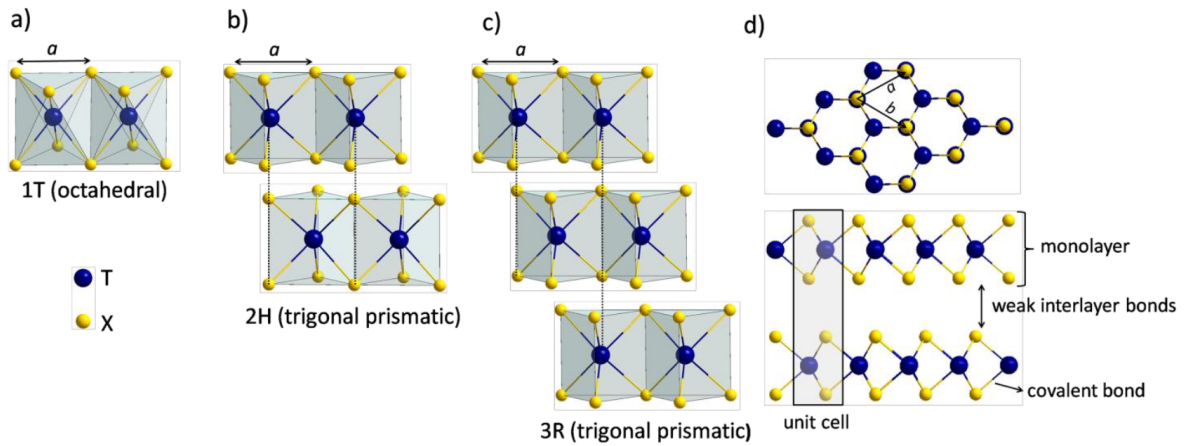 a)
a
1T (octahedral)
T
X
b)
a
2H (trigonal prismatic)
c)
a
3R (trigonal prismatic)
d)
a
b
monolayer
weak interlayer bonds
covalent bond
unit cell